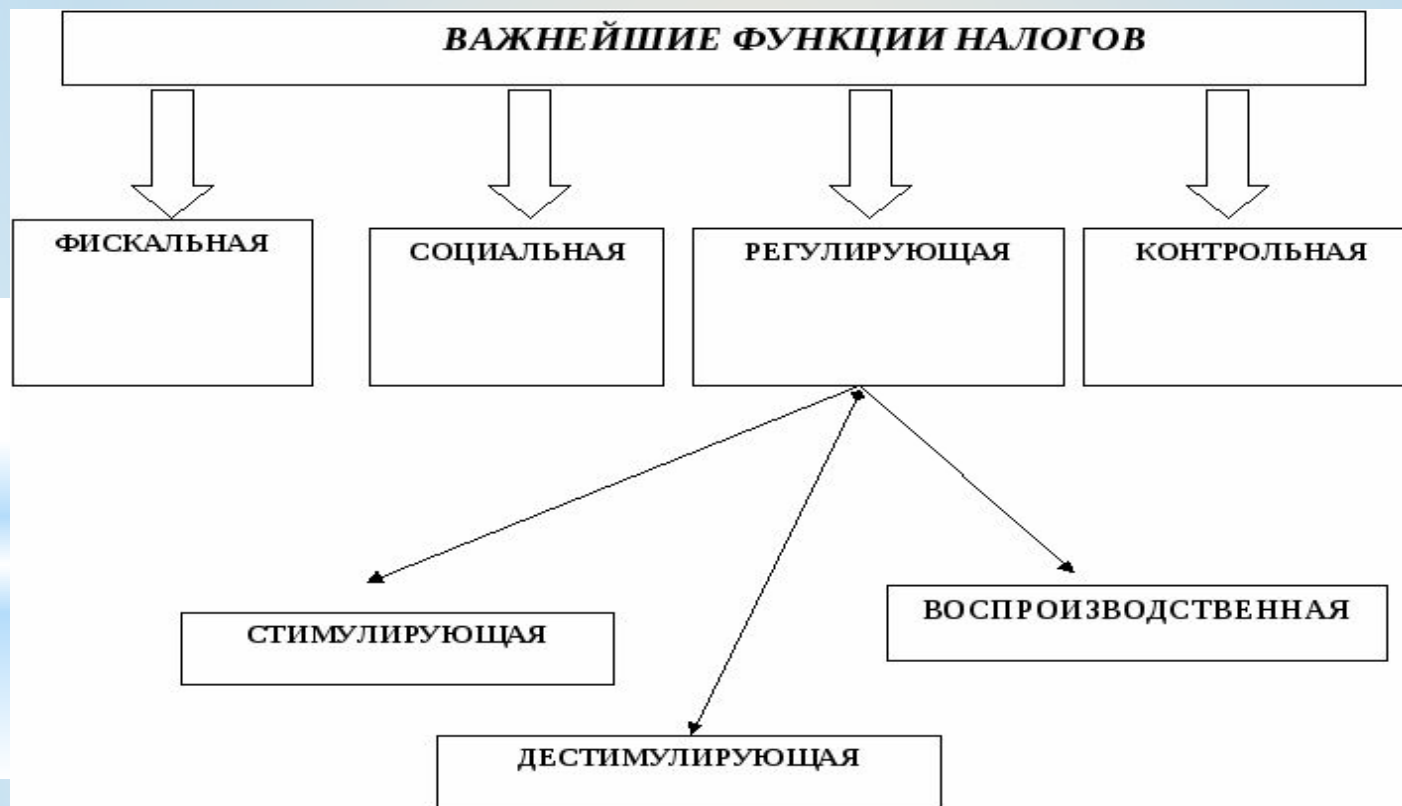 ВАЖНЕЙШИЕ ФУНКЦИИ НАЛОГОВ
ФИСКАЛЬНАЯ
СОЦИАЛЬНАЯ
РЕГУЛИРУЮЩАЯ
КОНТРОЛЬНАЯ
СТИМУЛИРУЮЩАЯ
ВОСПРОИЗВОДСТВЕННАЯ
ДЕСТИМУЛИРУЮЩАЯ